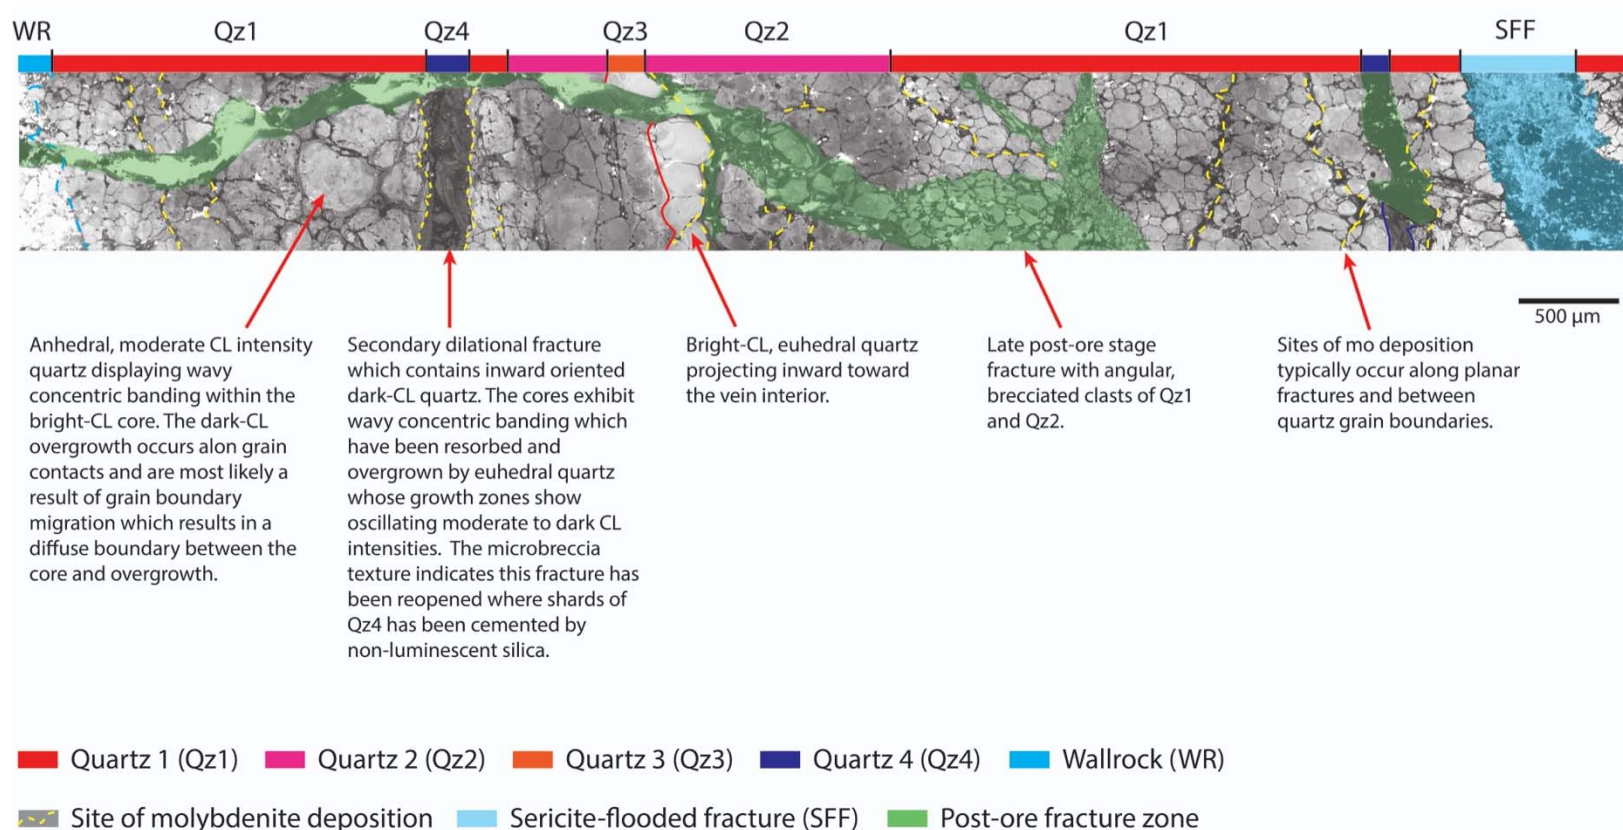 WR Qz1 Qz4 Qz3 Qz2 Qz1 SFF
500 µm
Anhedral, moderate CL intensity
quartz displaying wavy
concentric banding within the
bright-CL core. The dark-CL
overgrowth occurs alon grain
contacts and are most likely a
result of grain boundary
migration which results in a
diffuse boundary between the
core and overgrowth.
Secondary dilational fracture
which contains inward oriented
dark-CL quartz. The cores exhibit
wavy concentric banding which
have been resorbed and
overgrown by euhedral quartz
whose growth zones show
oscillating moderate to dark CL
intensities. The microbreccia
texture indicates this fracture has
been reopened where shards of
Qz4 has been cemented by
non-luminescent silica.
Bright-CL, euhedral quartz
projecting inward toward
the vein interior.
Late post-ore stage
fracture with angular,
brecciated clasts of Qz1
and Qz2.
Sites of mo deposition
typically occur along planar
fractures and between
quartz grain boundaries.
Quartz 1 (Qz1) Quartz 2 (Qz2) Quartz 3 (Qz3) Quartz 4 (Qz4) Wallrock (WR)
Site of molybdenite deposition Sericite-flooded fracture (SFF) Post-ore fracture zone